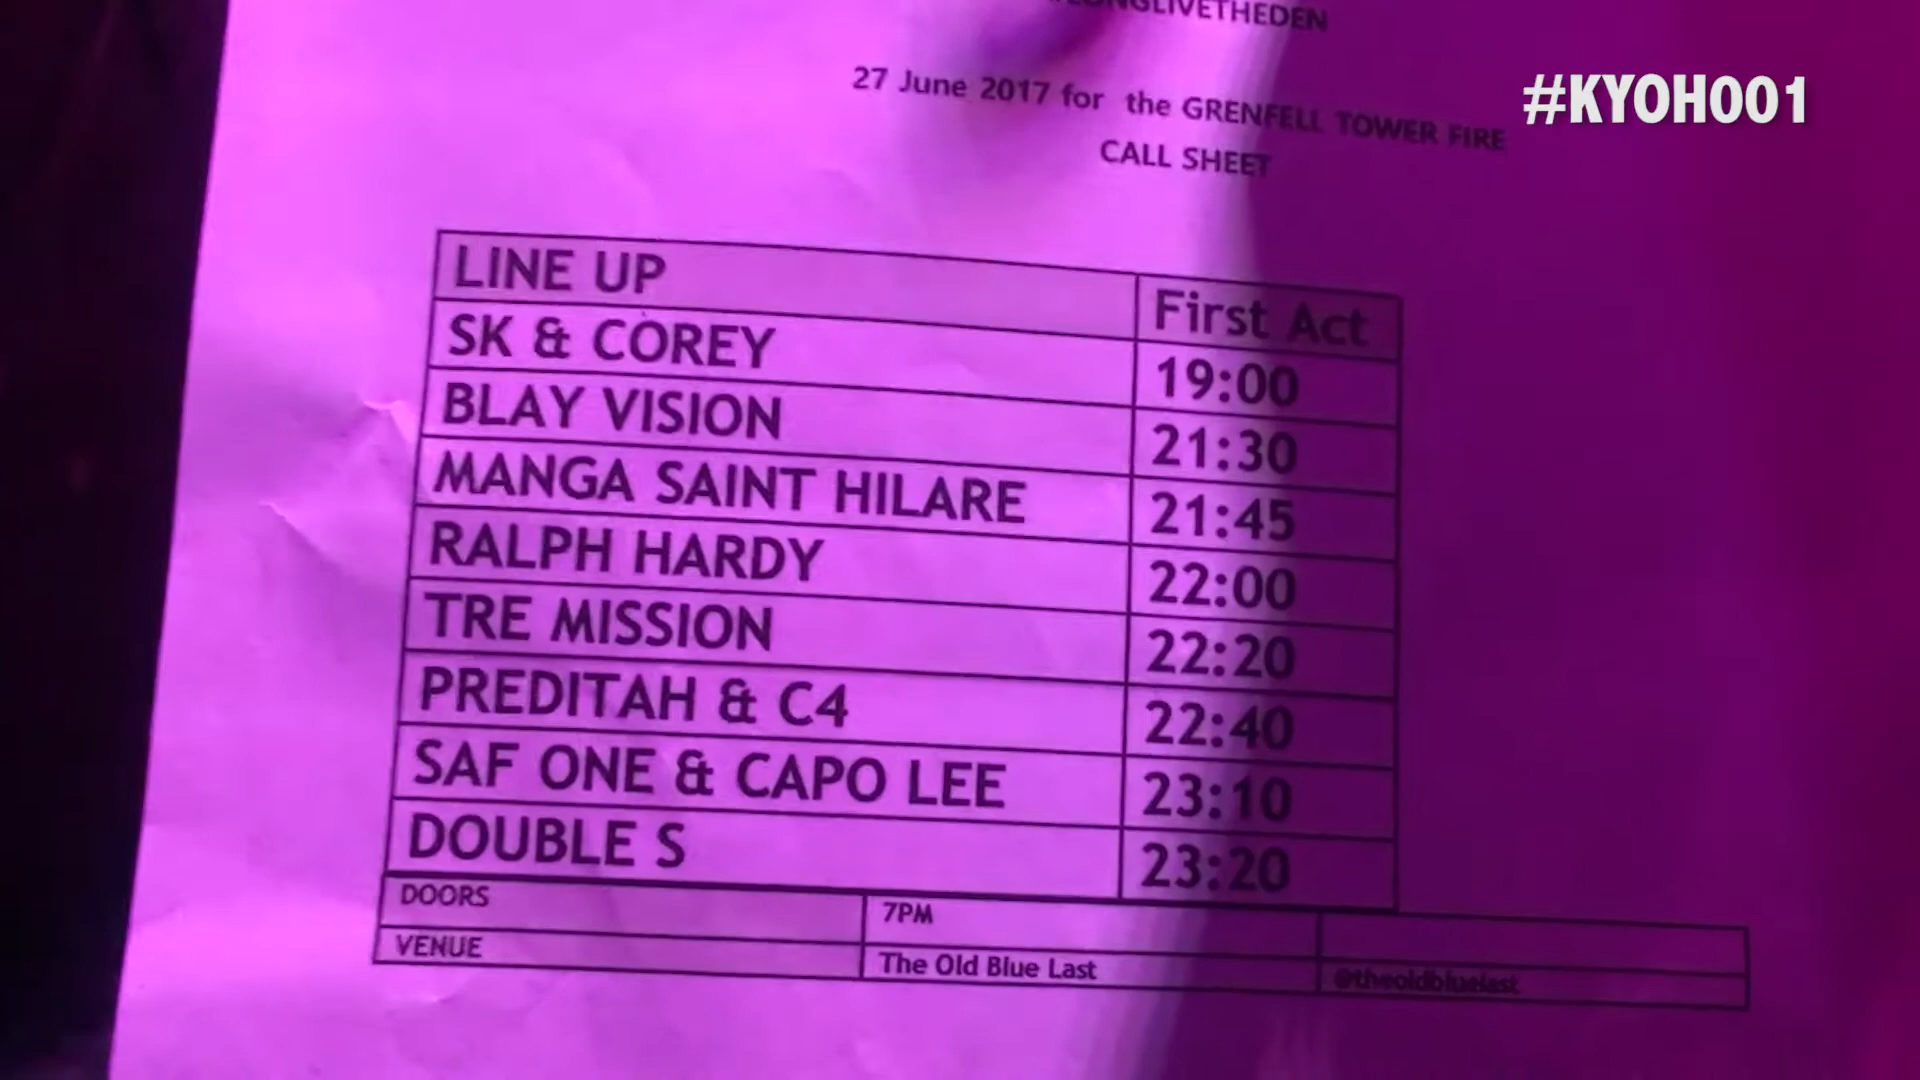 #KYOH001
27 June 2017 for the GRENFELL TOWER FIRE
CALL SHEET
LINE UP First Act
SK & COREY 19:00
BLAY VISION 21:30
MANGA SAINT HILARE 21:45
RALPH HARDY 22:00
TRE MISSION 22:20
PREDITAH & C4 22:40
SAF ONE & CAPO LEE 23:10
DOUBLE S 23:20
DOORS 7PM
VENUE The Old Blue Last @theoldbluelast